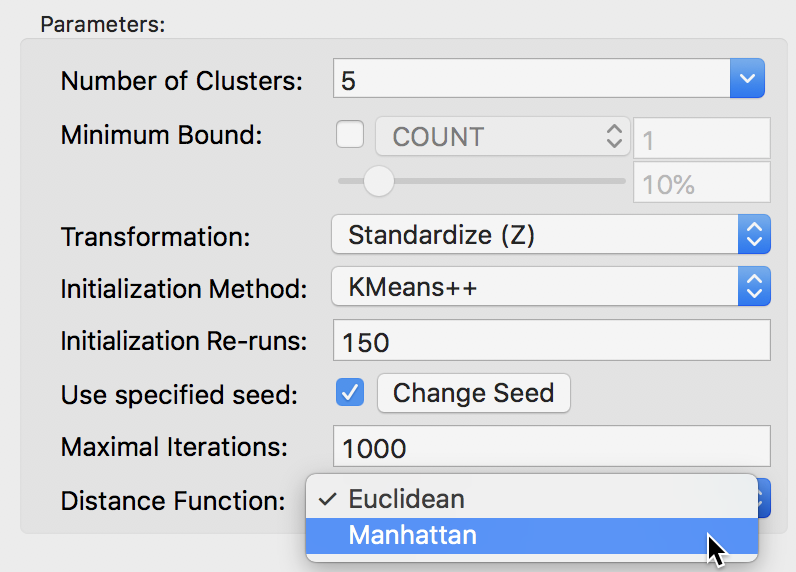 Parameters:
Number of Clusters: 5
Minimum Bound: COUNT 1
10%
Transformation: Standardize (Z)
Initialization Method: KMeans++
Initialization Re-runs: 150
Use specified seed: Change Seed
Maximal Iterations: 1000
Distance Function: Euclidean
Manhattan